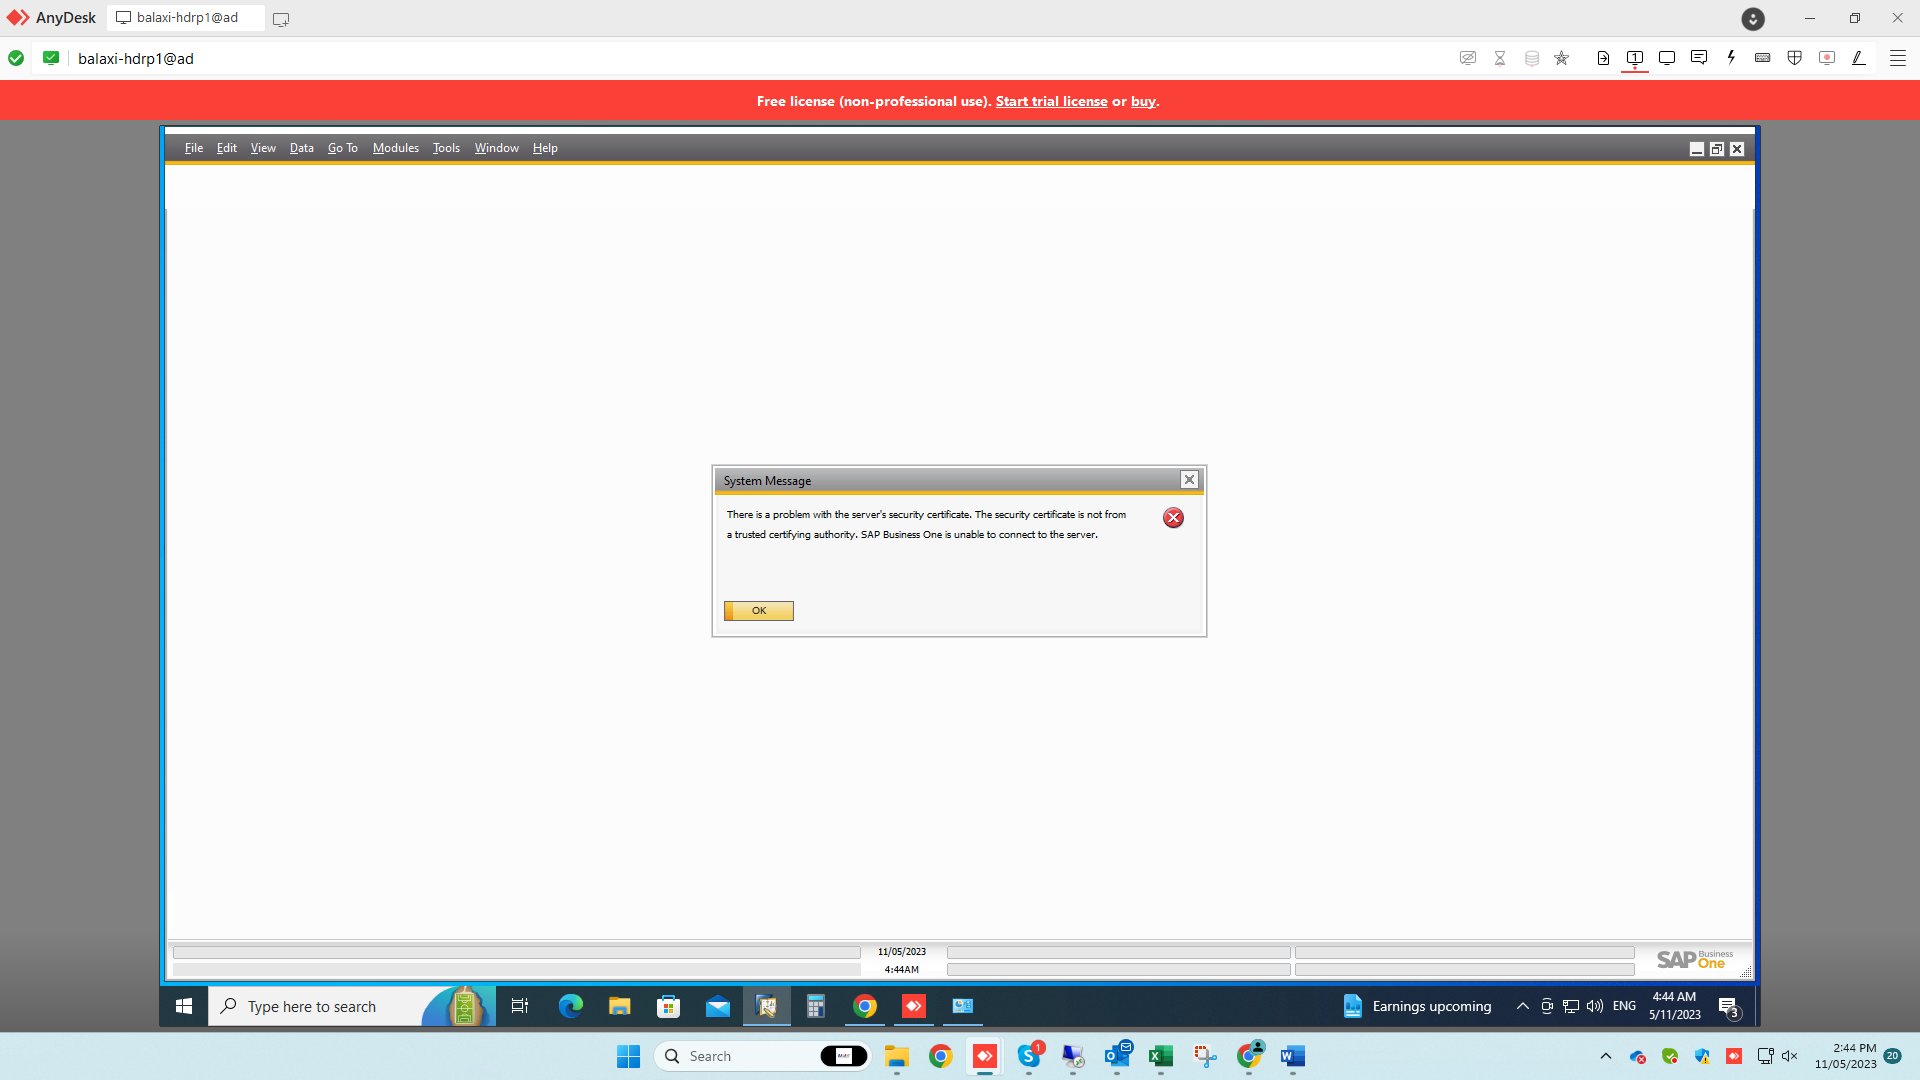 AnyDesk balaxi-hdrp1@ad
balaxi-hdrp1@ad
1
Free license (non-professional use). Start trial license or buy.
File Edit View Data Go To Modules Tools Window Help
System Message
There is a problem with the server's security certificate. The security certificate is not from
a trusted certifying authority. SAP Business One is unable to connect to the server.
OK
11/05/2023
4:44AM
SAP Business One
Type here to search
Earnings upcoming
ENG
4:44 AM
5/11/2023
3
Search
1
2:44 PM
11/05/2023
20